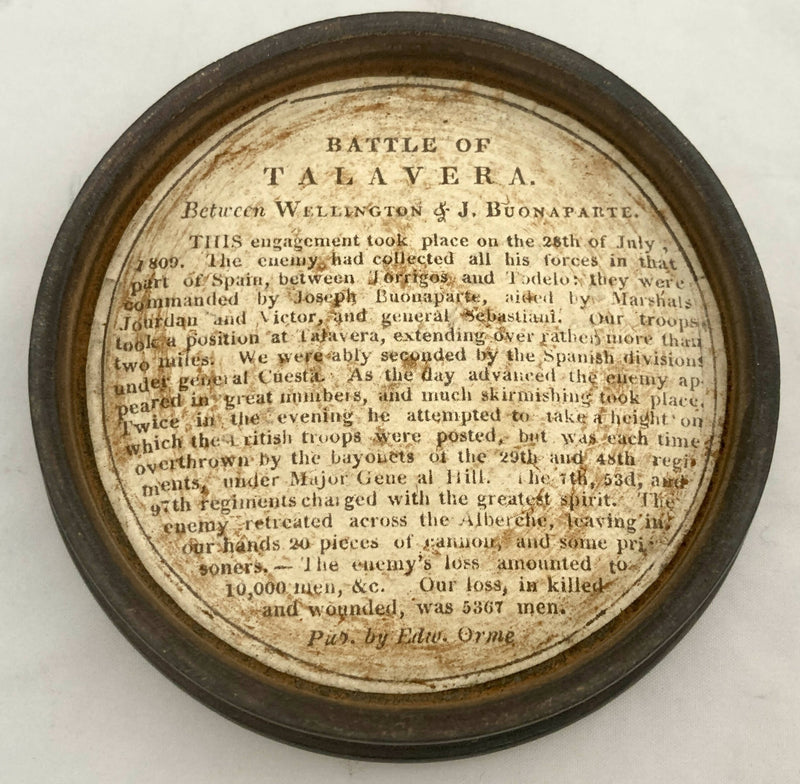 BATTLE OF
TALAVERA.
Between WELLINGTON & J. BUONAPARTE.
THIS engagement took place on the 28th of July,
1809. The enemy had collected all his forces in that
part of Spain, between Torrigos and Todelo: they were
commanded by Joseph Buonaparte, aided by Marshals
Jourdan and Victor, and general Sebastiani. Our troops
took a position at Talavera, extending over rather more than
two miles. We were ably seconded by the Spanish divisions
under general Cuesta. As the day advanced the enemy ap-
peared in great numbers, and much skirmishing took place.
Twice in the evening he attempted to take a height on
which the British troops were posted, but was each time
overthrown by the bayonets of the 29th and 48th regi-
ments, under Major General Hill. The 7th, 53d, and
97th regiments charged with the greatest spirit. The
enemy retreated across the Alberche, leaving in
our hands 20 pieces of cannon, and some pri-
soners.— The enemy's loss amounted to
10,000 men, &c. Our loss, in killed
and wounded, was 5367 men.
Pub. by Edw. Orme